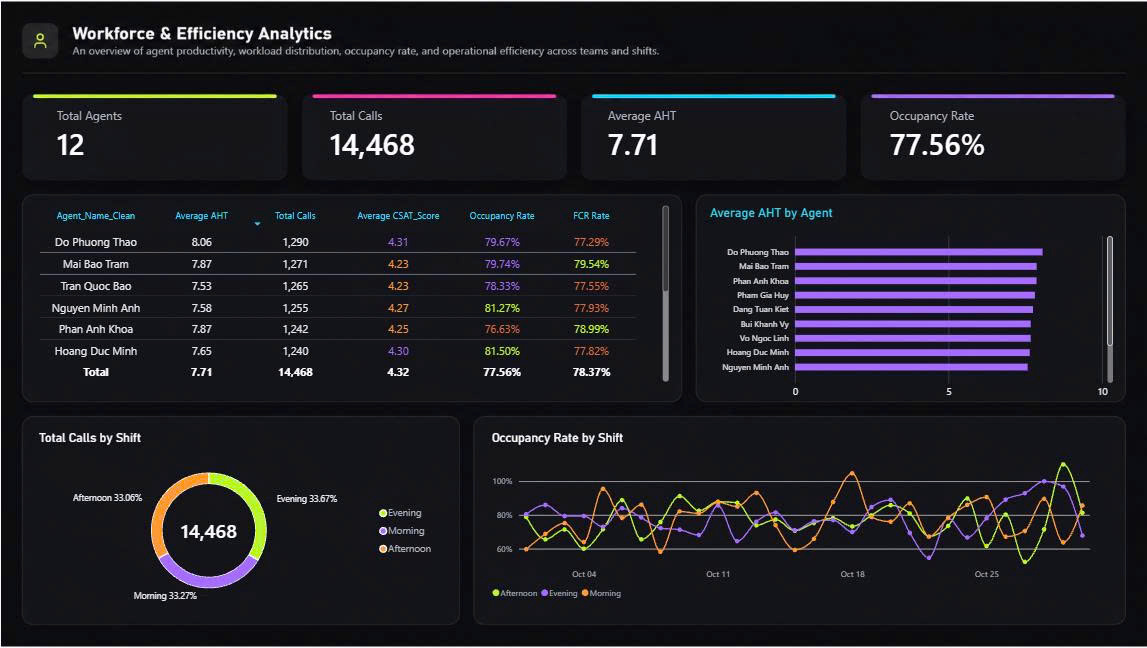 Workforce & Efficiency Analytics
An overview of agent productivity, workload distribution, occupancy rate, and operational efficiency across teams and shifts.
Total Agents
12
Total Calls
14,468
Average AHT
7.71
Occupancy Rate
77.56%
Agent_Name_Clean Average AHT Total Calls Average CSAT_Score Occupancy Rate FCR Rate
Do Phuong Thao 8.06 1,290 4.31 79.67% 77.29%
Mai Bao Tram 7.87 1,271 4.23 79.74% 79.54%
Tran Quoc Bao 7.53 1,265 4.23 78.33% 77.55%
Nguyen Minh Anh 7.58 1,255 4.27 81.27% 77.93%
Phan Anh Khoa 7.87 1,242 4.25 76.63% 78.99%
Hoang Duc Minh 7.65 1,240 4.30 81.50% 77.82%
Total 7.71 14,468 4.32 77.56% 78.37%
Average AHT by Agent
Do Phuong Thao
Mai Bao Tram
Phan Anh Khoa
Pham Gia Huy
Dang Tuan Kiet
Bui Khanh Vy
Vo Ngoc Linh
Hoang Duc Minh
Nguyen Minh Anh
0 5 10
Total Calls by Shift
Afternoon 33.06%
Evening 33.67%
14,468
Morning 33.27%
Evening
Morning
Afternoon
Occupancy Rate by Shift
100%
80%
60%
Oct 04 Oct 11 Oct 18 Oct 25
Afternoon Evening Morning